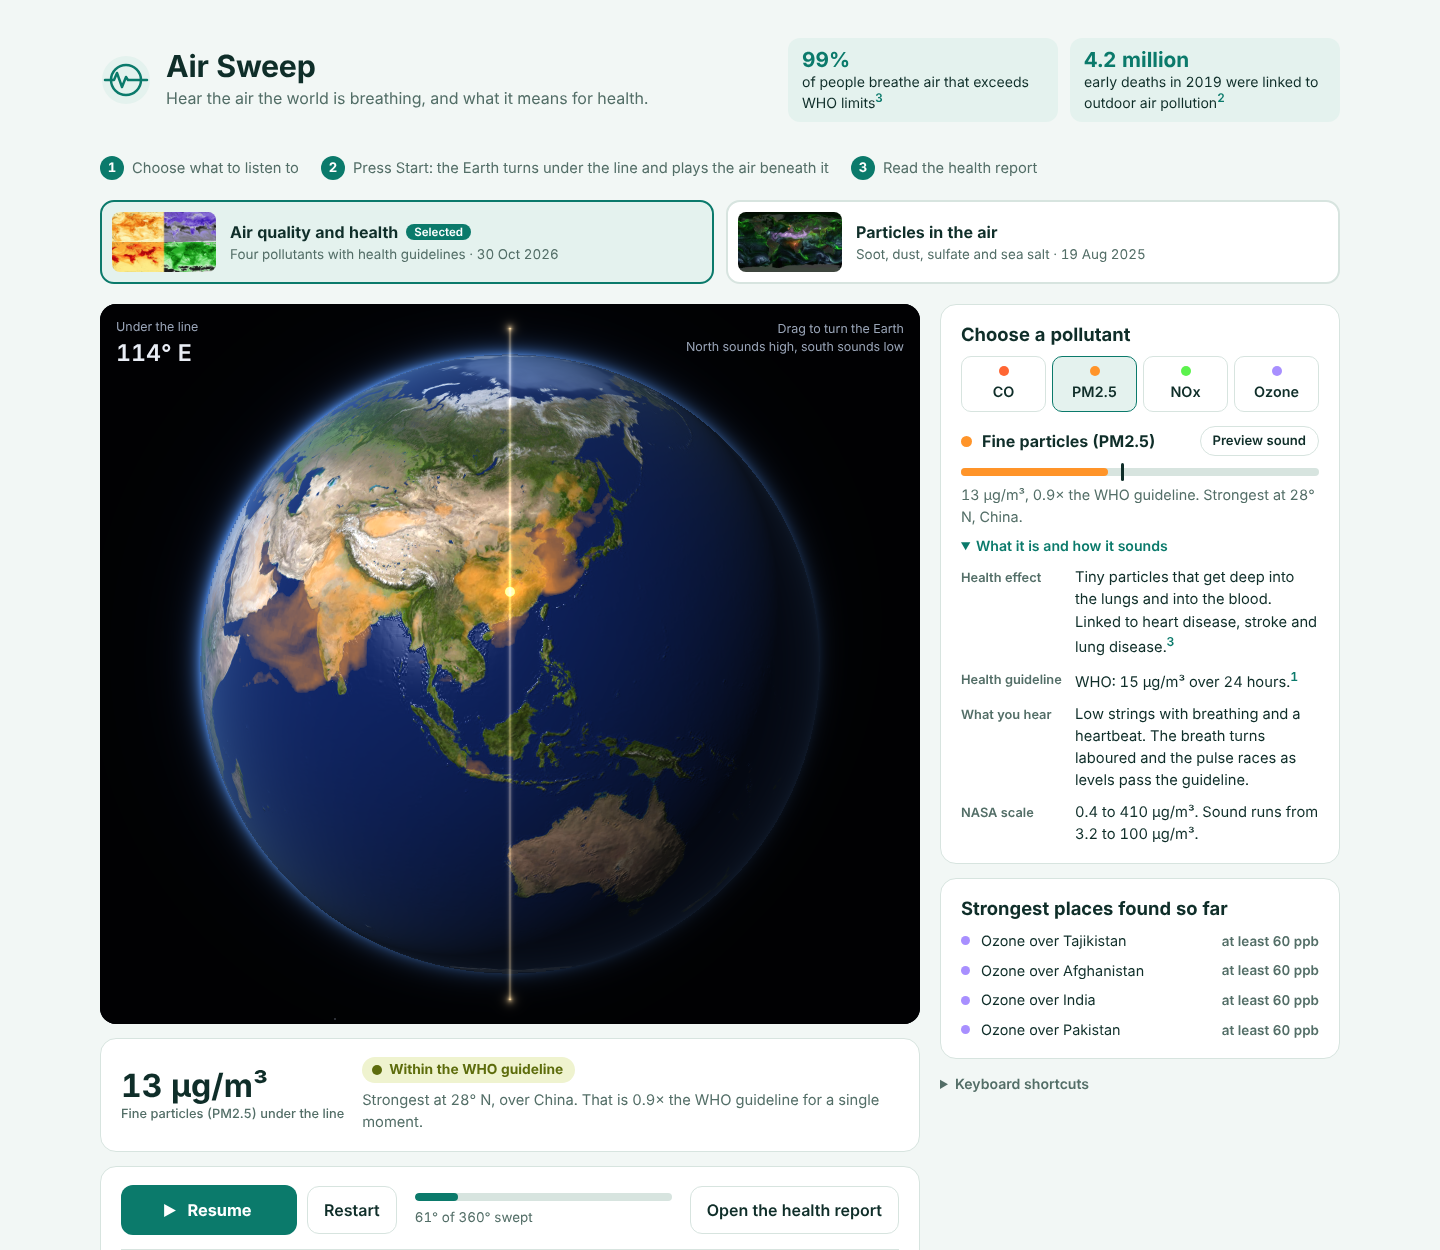 Air Sweep
Hear the air the world is breathing, and what it means for health.
99%
of people breathe air that exceeds
WHO limits3
4.2 million
early deaths in 2019 were linked to
outdoor air pollution2
1 Choose what to listen to
2 Press Start: the Earth turns under the line and plays the air beneath it
3 Read the health report
Air quality and health Selected
Four pollutants with health guidelines · 30 Oct 2026
Particles in the air
Soot, dust, sulfate and sea salt · 19 Aug 2025
Under the line
114° E
Drag to turn the Earth
North sounds high, south sounds low
Choose a pollutant
CO
PM2.5
NOx
Ozone
Fine particles (PM2.5)
Preview sound
13 µg/m³, 0.9× the WHO guideline. Strongest at 28°
N, China.
▼ What it is and how it sounds
Health effect
Tiny particles that get deep into
the lungs and into the blood.
Linked to heart disease, stroke and
lung disease.3
Health guideline
WHO: 15 µg/m³ over 24 hours.1
What you hear
Low strings with breathing and a
heartbeat. The breath turns
laboured and the pulse races as
levels pass the guideline.
NASA scale
0.4 to 410 µg/m³. Sound runs from
3.2 to 100 µg/m³.
Strongest places found so far
Ozone over Tajikistan at least 60 ppb
Ozone over Afghanistan at least 60 ppb
Ozone over India at least 60 ppb
Ozone over Pakistan at least 60 ppb
▶ Keyboard shortcuts
13 µg/m³
Fine particles (PM2.5) under the line
Within the WHO guideline
Strongest at 28° N, over China. That is 0.9× the WHO guideline for a single
moment.
▶ Resume
Restart
61° of 360° swept
Open the health report